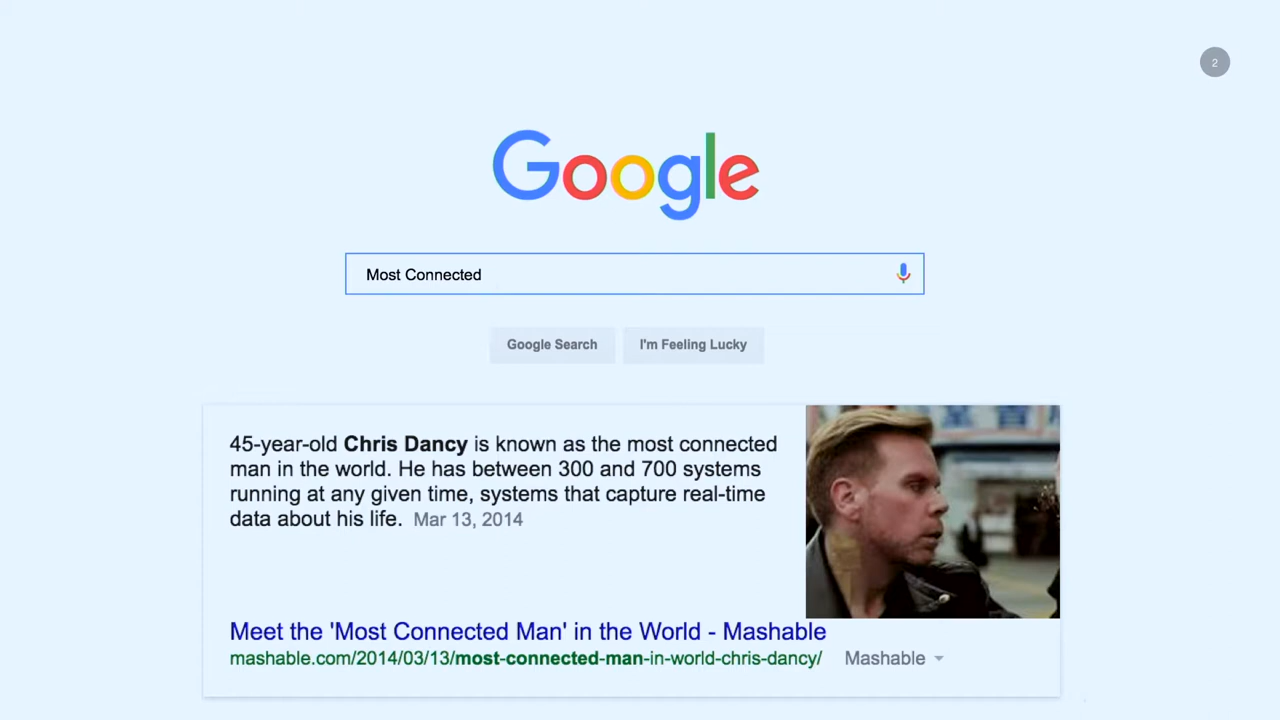 2
Google
Most Connected
Google Search
I'm Feeling Lucky
45-year-old Chris Dancy is known as the most connected
man in the world. He has between 300 and 700 systems
running at any given time, systems that capture real-time
data about his life. Mar 13, 2014
Meet the 'Most Connected Man' in the World - Mashable
mashable.com/2014/03/13/most-connected-man-in-world-chris-dancy/ Mashable